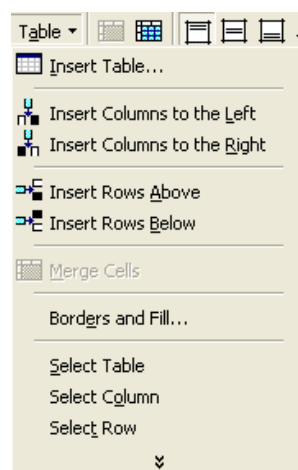 Table
Insert Table...
Insert Columns to the Left
Insert Columns to the Right
Insert Rows Above
Insert Rows Below
Merge Cells
Borders and Fill...
Select Table
Select Column
Select Row